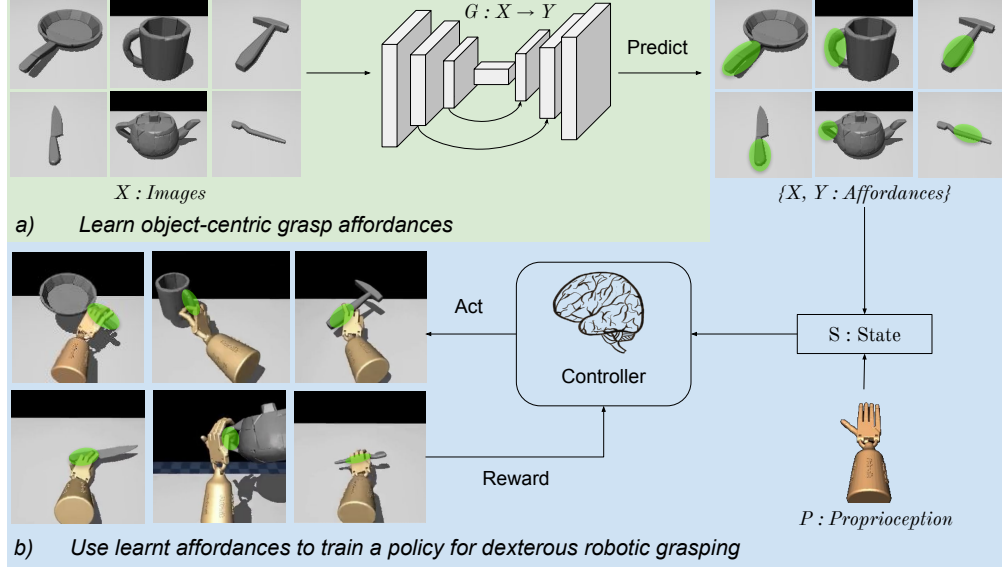 G : X → Y
Predict
X : Images
{X, Y : Affordances}
a) Learn object-centric grasp affordances
Act
Controller
S : State
Reward
P : Proprioception
b) Use learnt affordances to train a policy for dexterous robotic grasping